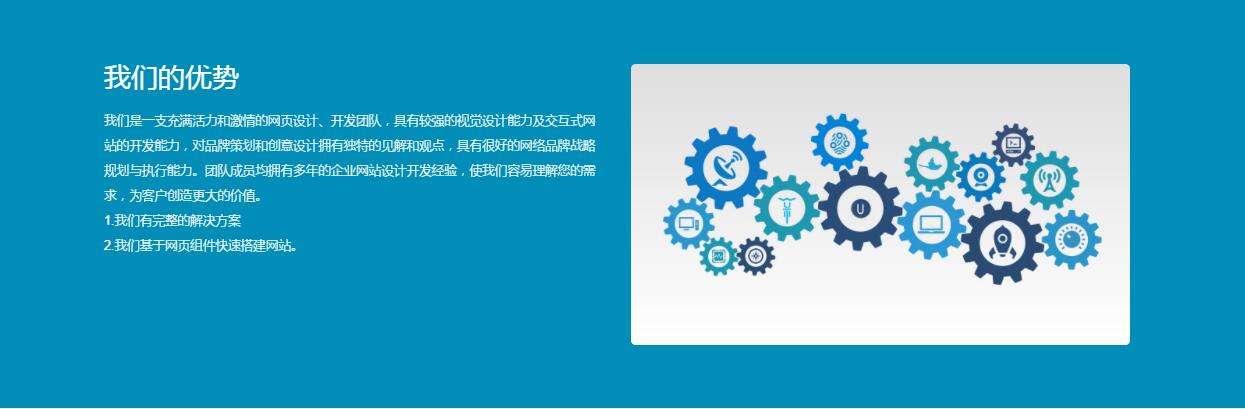 我们的优势
我们是一支充满活力和激情的网页设计、开发团队，具有较强的视觉设计能力及交互式网
站的开发能力，对品牌策划和创意设计拥有独特的见解和观点，具有很好的网络品牌战略
规划与执行能力。团队成员均拥有多年的企业网站设计开发经验，使我们容易理解您的需
求，为客户创造更大的价值。
1.我们有完整的解决方案
2.我们基于网页组件快速搭建网站。
U